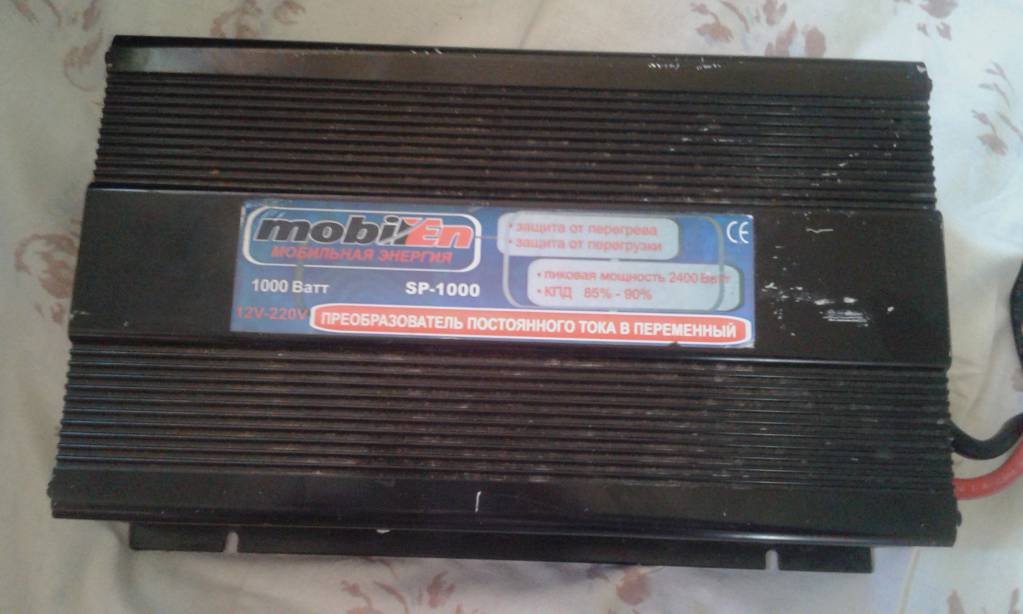 mobilEn
МОБИЛЬНАЯ ЭНЕРГИЯ
1000 Ватт SP-1000
12V-220V
• защита от перегрева
• защита от перегрузки
• пиковая мощность 2400 Ватт
• КПД 85% - 90%
CE
ПРЕОБРАЗОВАТЕЛЬ ПОСТОЯННОГО ТОКА В ПЕРЕМЕННЫЙ